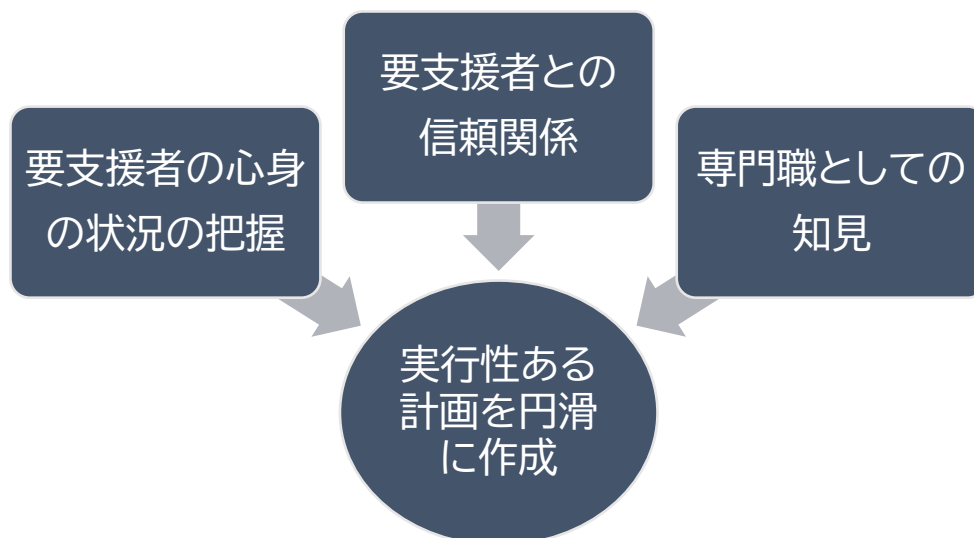 要支援者の心身
の状況の把握
要支援者との
信頼関係
専門職としての
知見
実行性ある
計画を円滑
に作成